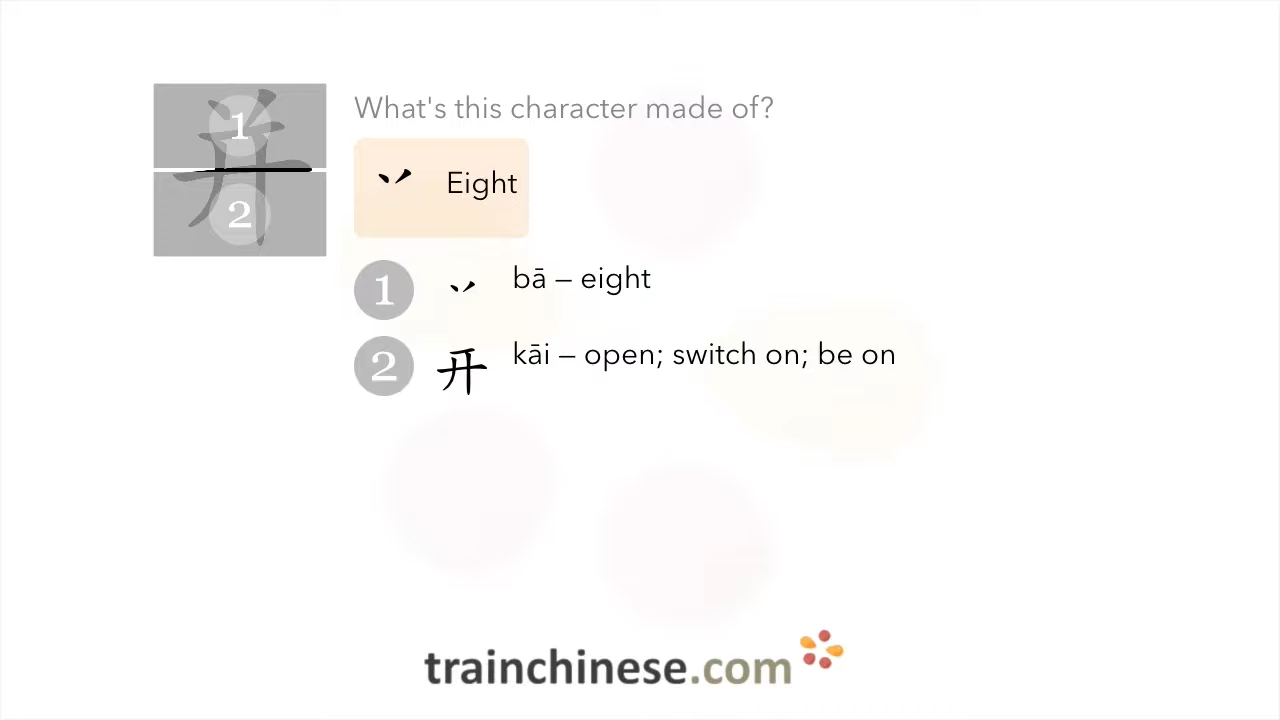 并
1
2
What's this character made of?
丷 Eight
1 丷 bā – eight
2 开 kāi – open; switch on; be on
trainchinese.com